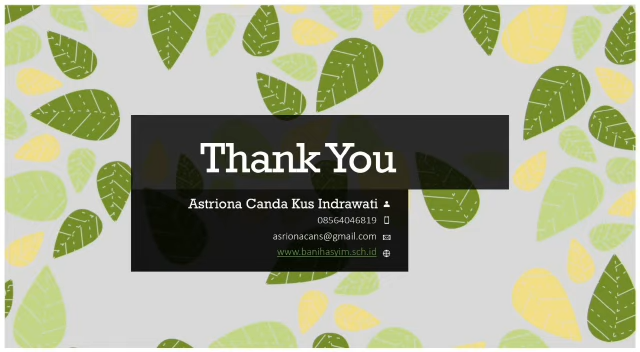 Thank You
Astriona Canda Kus Indrawati
08564046819
asrionacans@gmail.com
www.banihasyim.sch.id